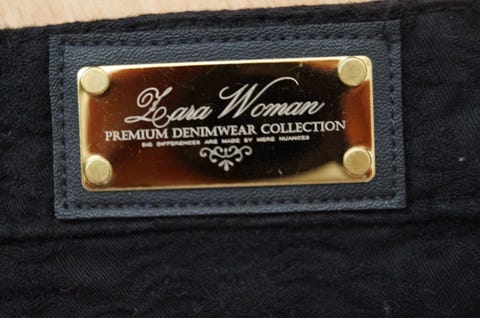 Zara Woman
PREMIUM DENIMWEAR COLLECTION
BIG DIFFERENCES ARE MADE BY MERE NUANCES